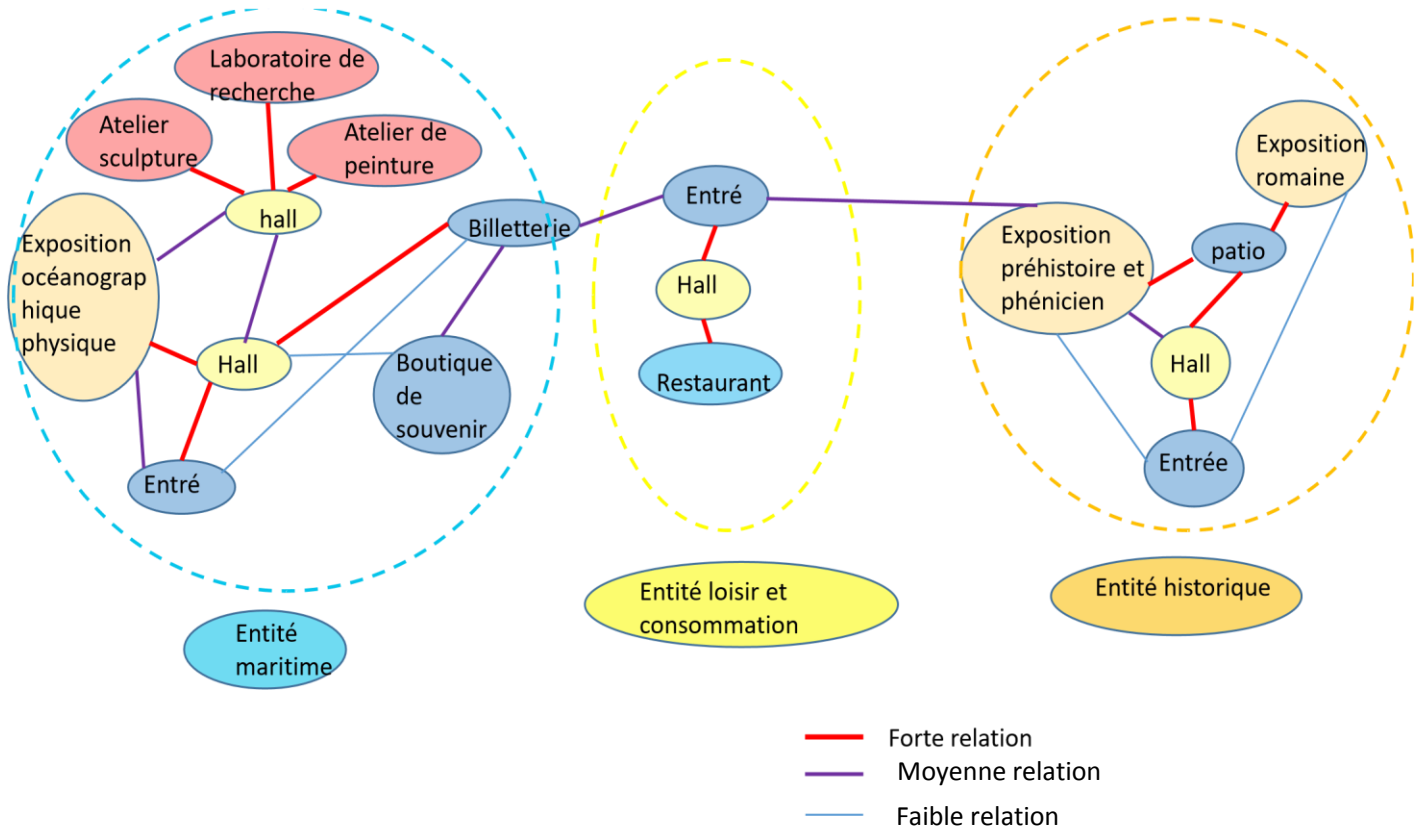 Laboratoire de
recherche
Atelier
sculpture
Atelier de
peinture
hall
Exposition
océanograp
hique
physique
Billetterie
Hall
Boutique
de
souvenir
Entré
Entité
maritime
Entré
Hall
Restaurant
Entité loisir et
consommation
Exposition
romaine
Exposition
préhistoire et
phénicien
patio
Hall
Entrée
Entité historique
Forte relation
Moyenne relation
Faible relation